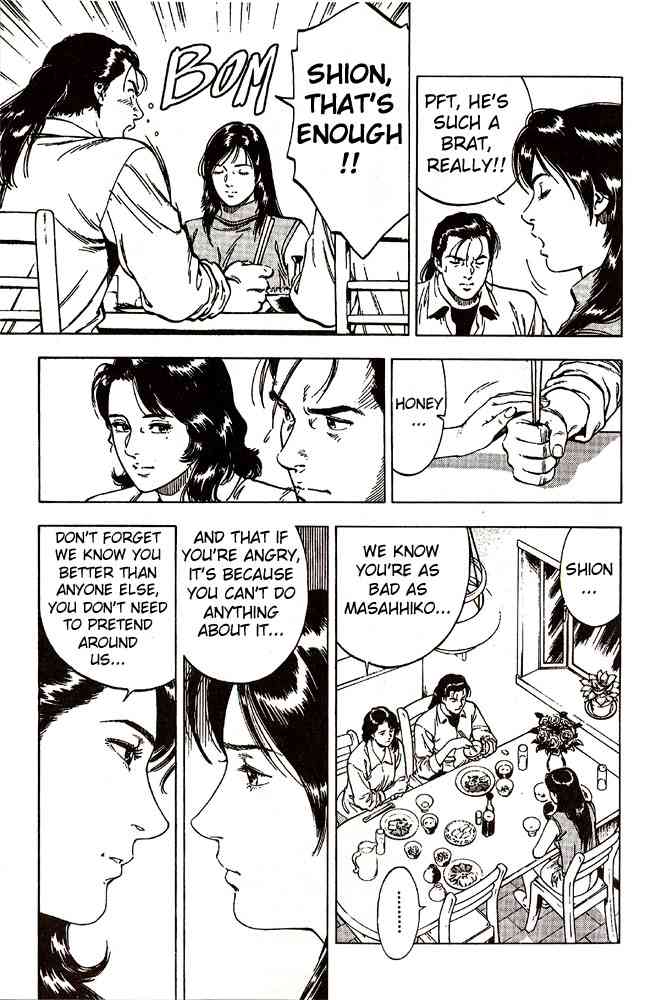 PFT, HE'S
SUCH A
BRAT,
REALLY!!
SHION,
THAT'S
ENOUGH
!!
BOM
HONEY
...
SHION
...
WE KNOW
YOU'RE AS
BAD AS
MASAHHIKO...
.......
AND THAT IF
YOU'RE ANGRY,
IT'S BECAUSE
YOU CAN'T DO
ANYTHING
ABOUT IT...
DON'T FORGET
WE KNOW YOU
BETTER THAN
ANYONE ELSE,
YOU DON'T NEED
TO PRETEND
AROUND
US...